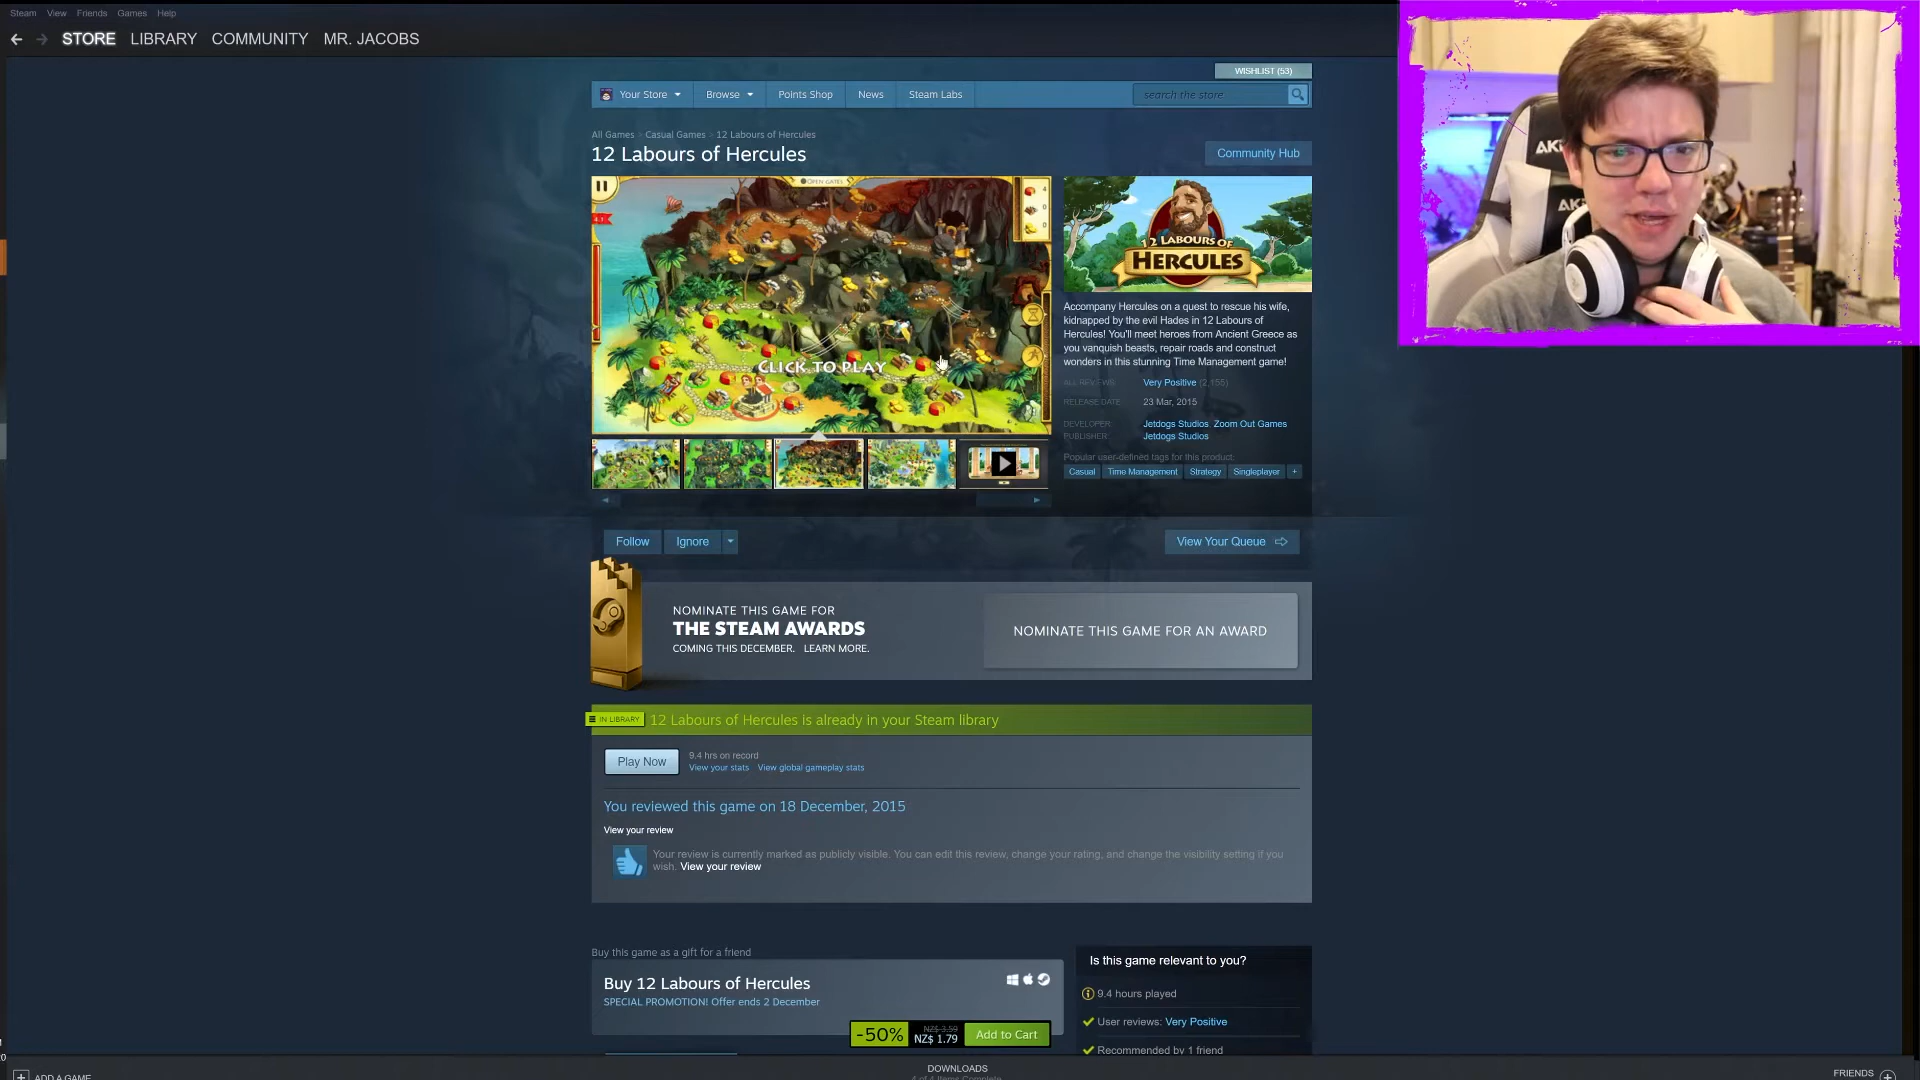 Steam View Friends Games Help
STORE LIBRARY COMMUNITY MR. JACOBS
WISHLIST (53)
Your Store Browse Points Shop News Steam Labs search the store
All Games > Casual Games > 12 Labours of Hercules
12 Labours of Hercules
Community Hub
OPEN GATES
CLICK TO PLAY
12 LABOURS OF
HERCULES
Accompany Hercules on a quest to rescue his wife,
kidnapped by the evil Hades in 12 Labours of
Hercules! You'll meet heroes from Ancient Greece as
you vanquish beasts, repair roads and construct
wonders in this stunning Time Management game!
ALL REVIEWS: Very Positive
RELEASE DATE: 23 Mar, 2015
DEVELOPER: Jetdogs Studios, Zoom Out Games
PUBLISHER: Jetdogs Studios
Popular user-defined tags for this product:
Casual Time Management Strategy Singleplayer +
Follow Ignore
View Your Queue
NOMINATE THIS GAME FOR
THE STEAM AWARDS
COMING THIS DECEMBER. LEARN MORE.
NOMINATE THIS GAME FOR AN AWARD
IN LIBRARY 12 Labours of Hercules is already in your Steam library
Play Now
9.4 hrs on record
View your stats View global gameplay stats
You reviewed this game on 18 December, 2015
View your review
Your review is currently marked as publicly visible. You can edit this review, change your rating, and change the visibility setting if you
wish. View your review
Buy this game as a gift for a friend
Buy 12 Labours of Hercules
SPECIAL PROMOTION! Offer ends 2 December
-50% NZ$ 3.59 NZ$ 1.79 Add to Cart
Is this game relevant to you?
9.4 hours played
User reviews: Very Positive
Recommended by 1 friend
ADD A GAME
DOWNLOADS
4 of 4 Items Complete
FRIENDS